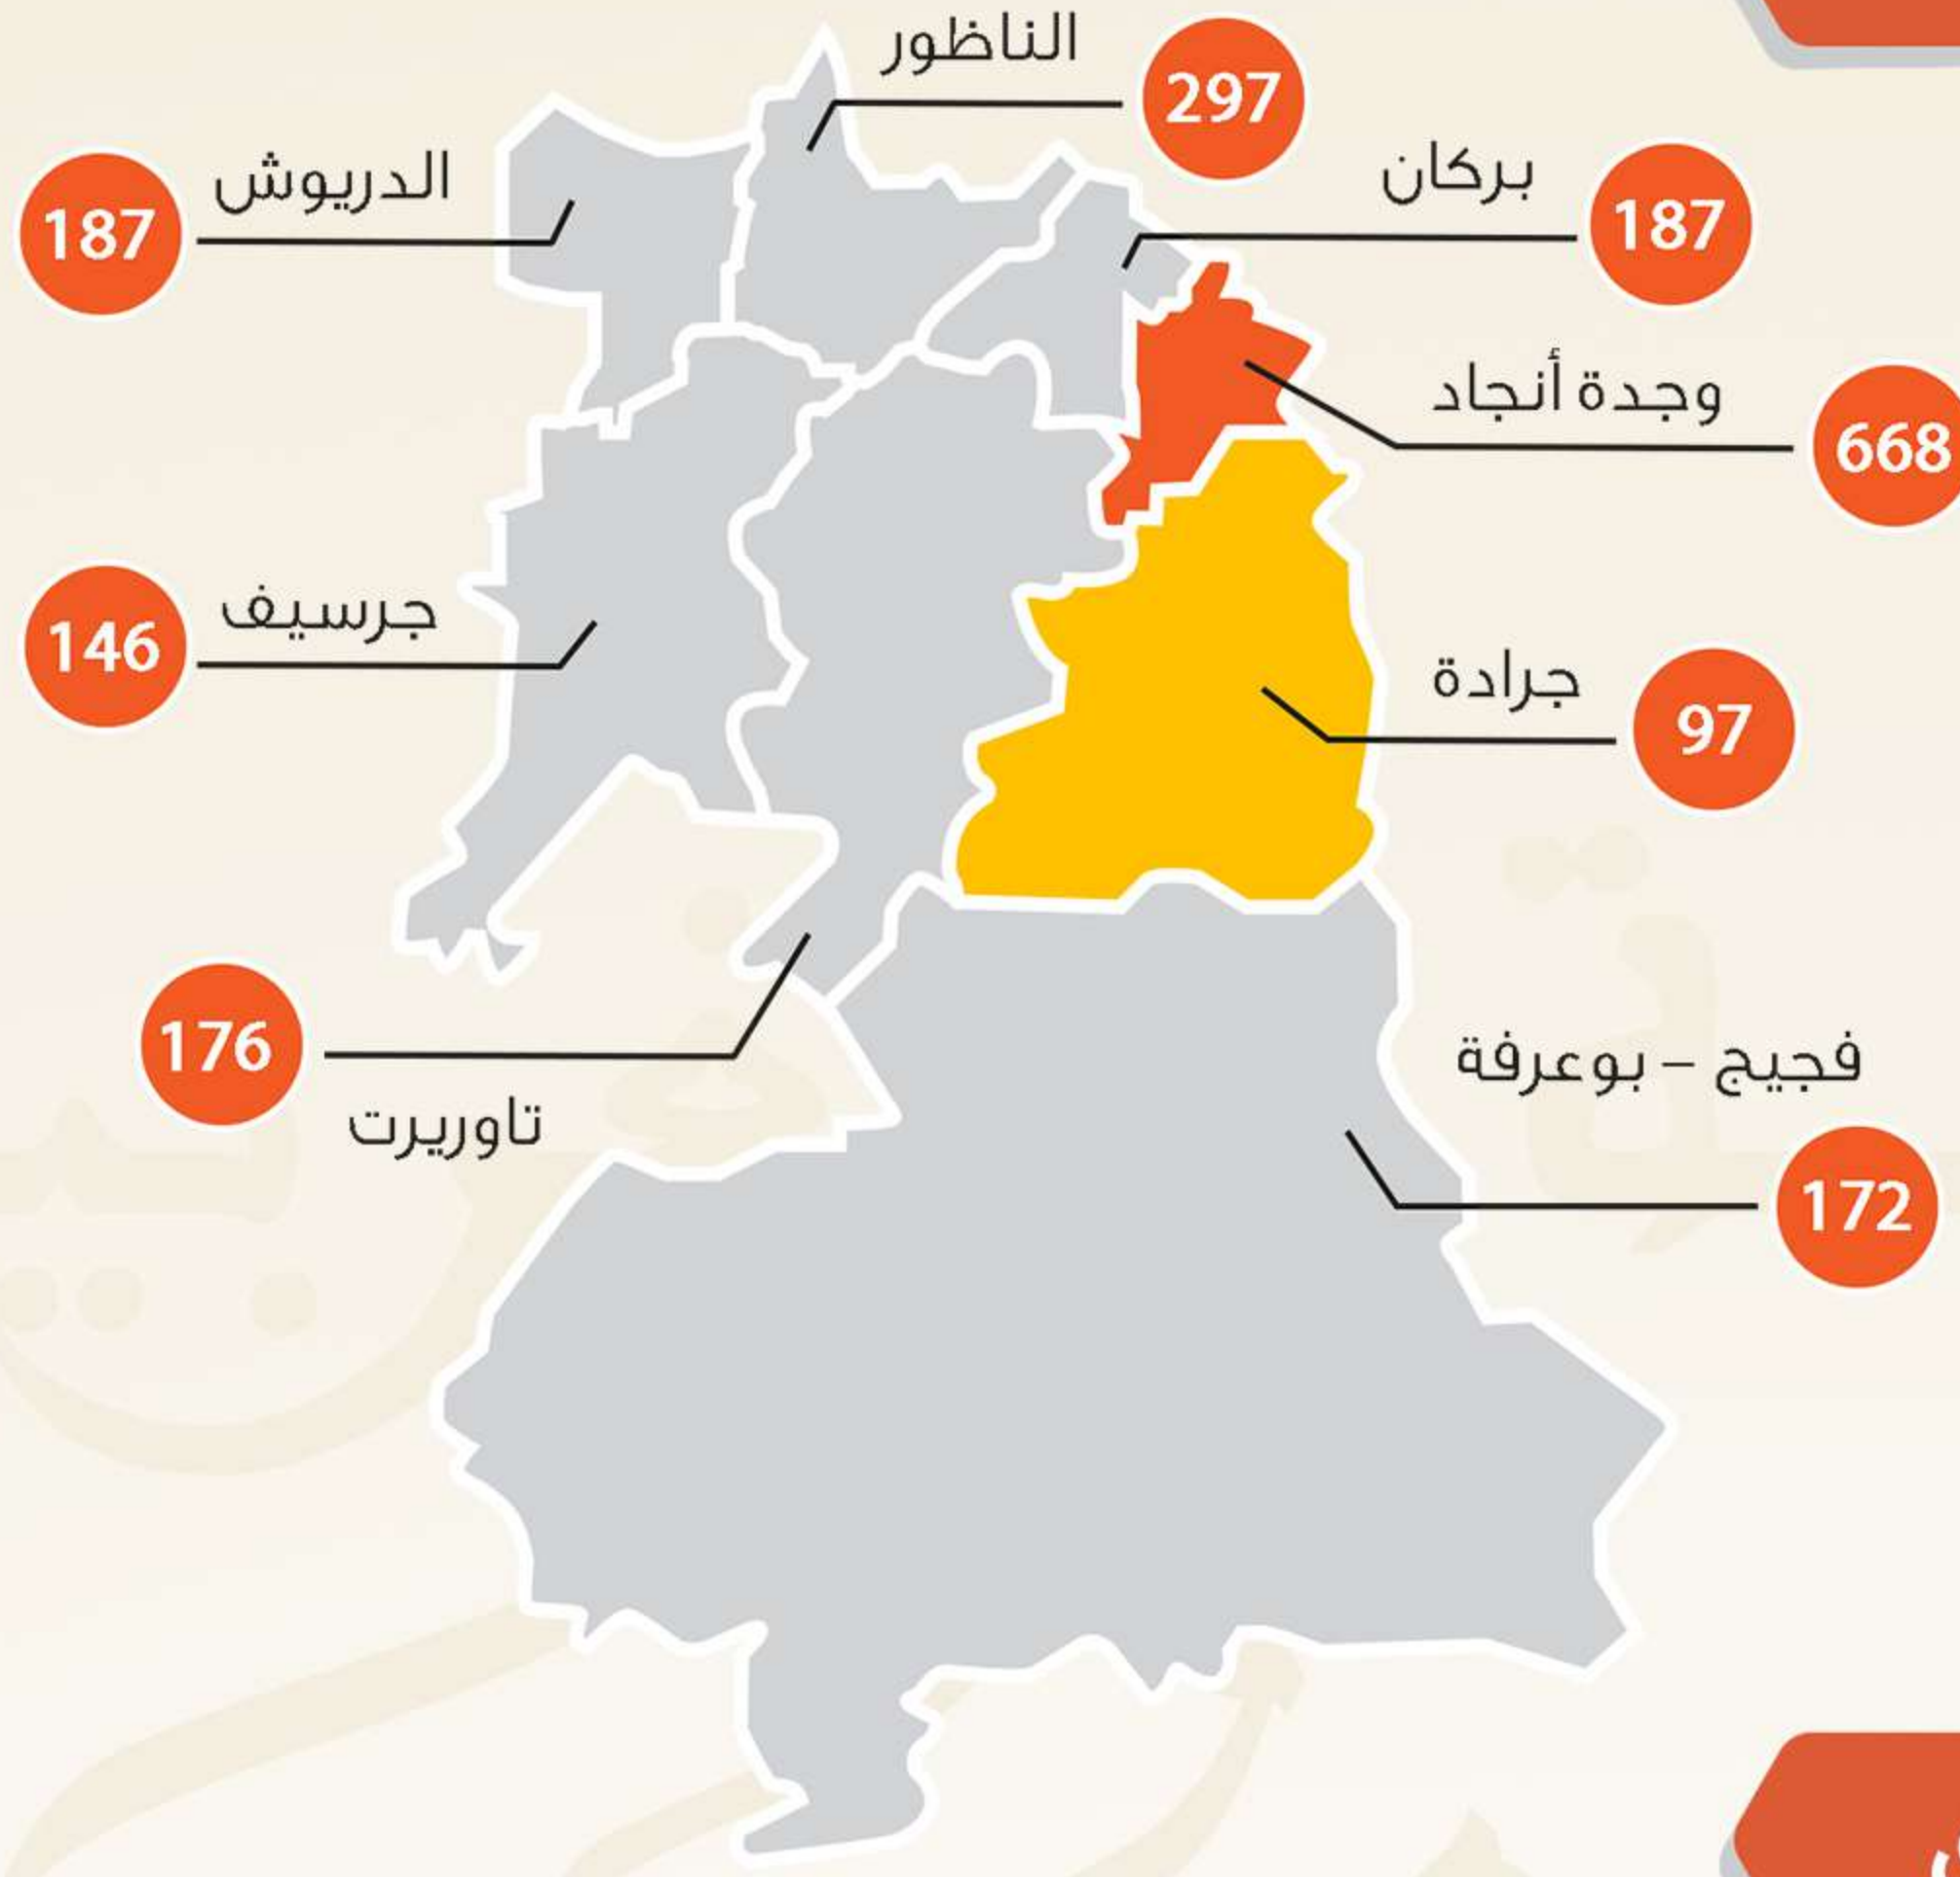 الناظور
297
بركان
187
الدريوش
187
وجدة أنجاد
668
جرسيف
146
جرادة
97
فجيج – بوعرفة
172
176
تاوريرت